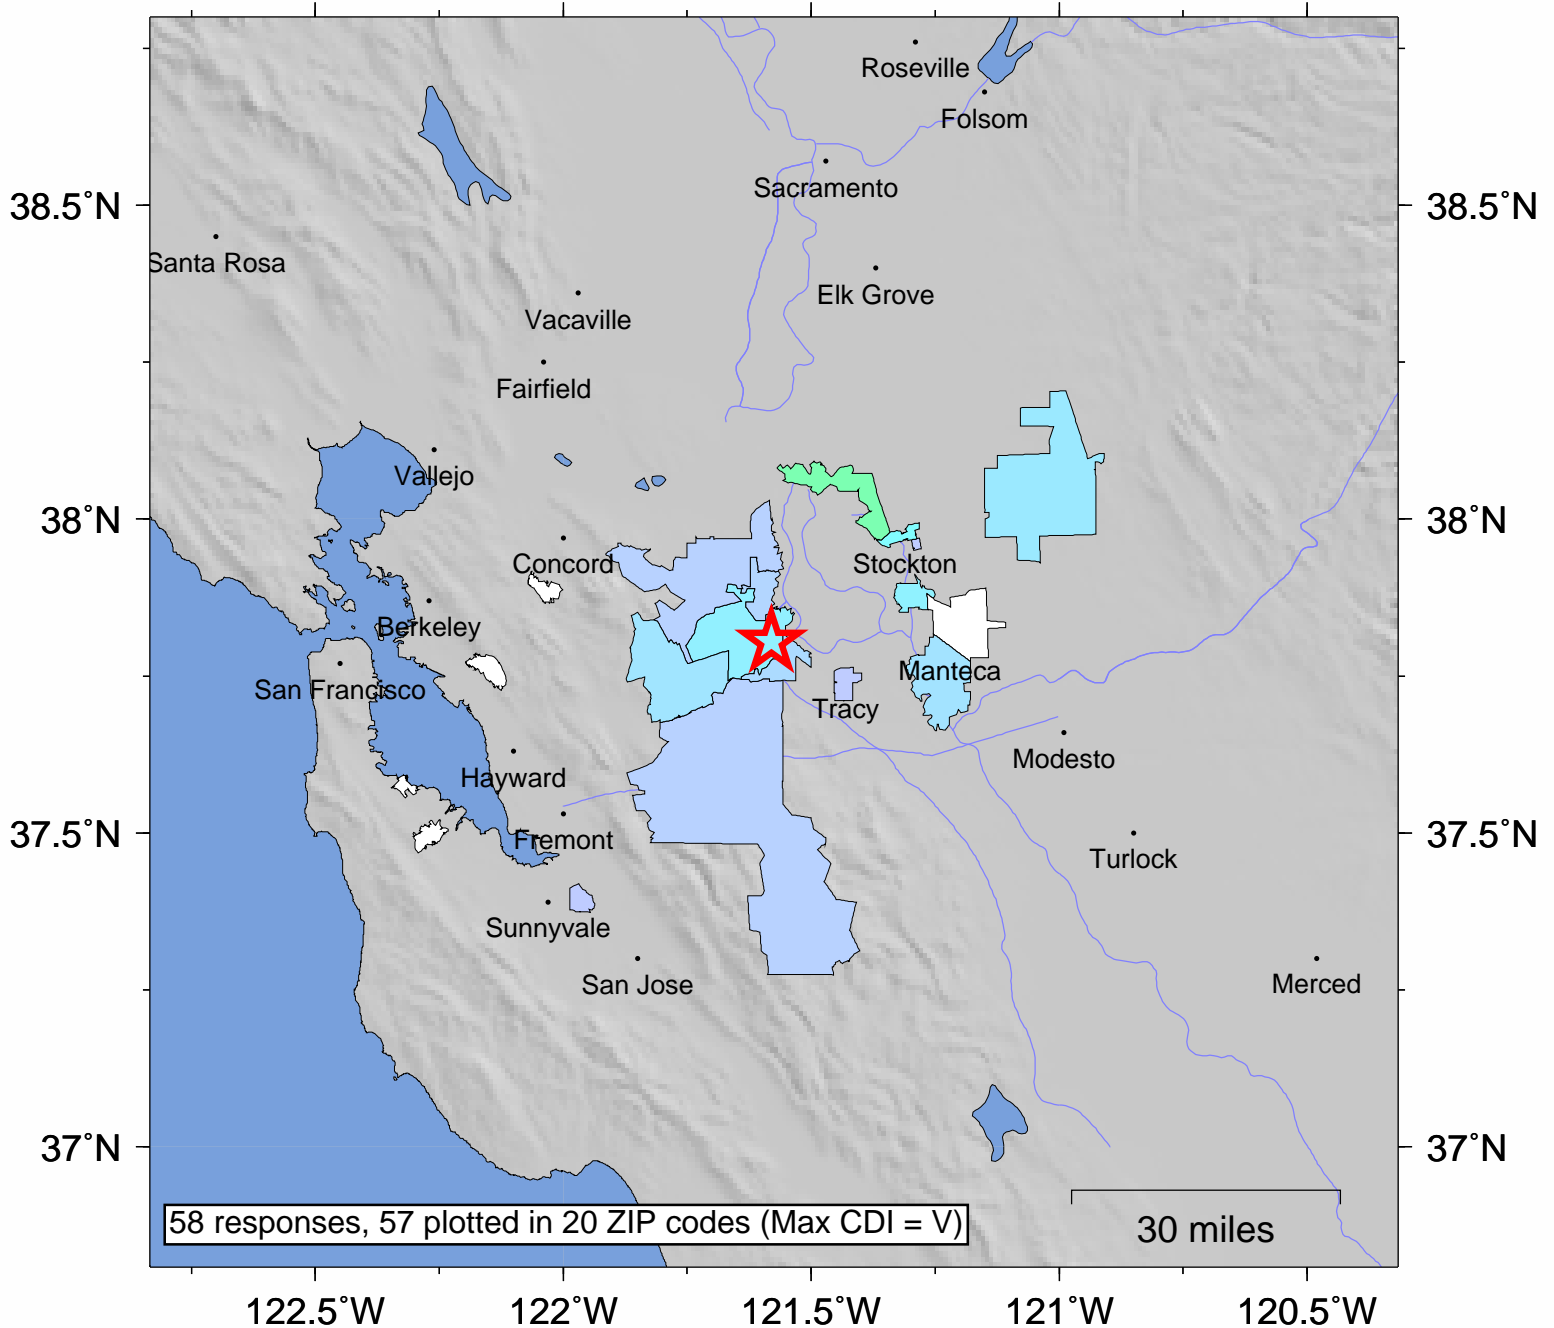 Roseville
Folsom
Sacramento
38.5˚N
38.5˚N
Santa Rosa
Elk Grove
Vacaville
Fairfield
Vallejo
38˚N
38˚N
Concord
Stockton
Berkeley
Manteca
San Francisco
Tracy
Modesto
Hayward
37.5˚N
37.5˚N
Fremont
Turlock
Sunnyvale
San Jose
Merced
37˚N
37˚N
58 responses, 57 plotted in 20 ZIP codes (Max CDI = V)
30 miles
122.5˚W
122˚W
121.5˚W
121˚W
120.5˚W